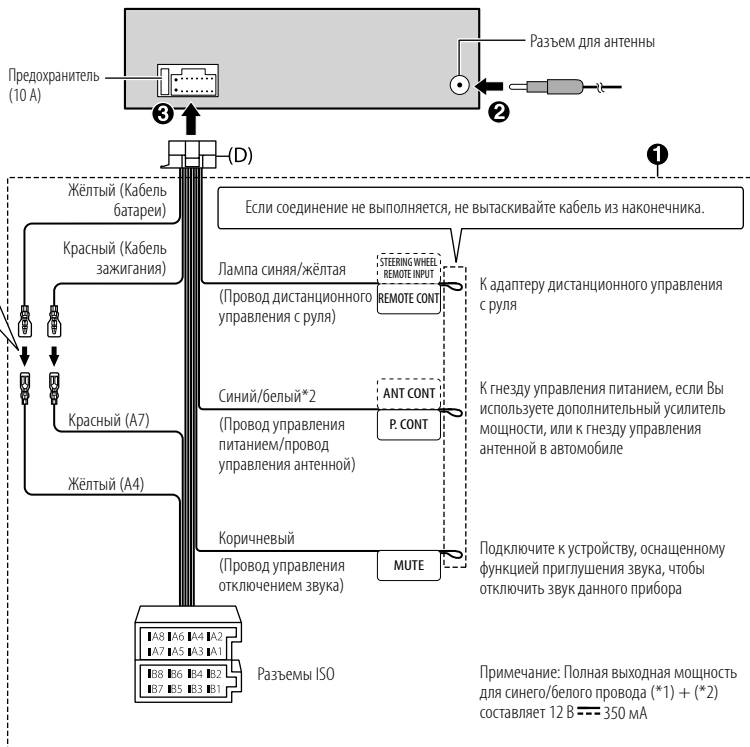 Разъем для антенны
Предохранитель
(10 А)
3
2
(D)
1
Жёлтый (Кабель
батареи)
Если соединение не выполняется, не вытаскивайте кабель из наконечника.
Красный (Кабель
зажигания)
Лампа синяя/жёлтая
(Провод дистанционного
управления с руля)
STEERING WHEEL
REMOTE INPUT
REMOTE CONT
К адаптеру дистанционного управления
с руля
Синий/белый*2
(Провод управления
питанием/провод
управления антенной)
ANT CONT
P. CONT
К гнезду управления питанием, если Вы
используете дополнительный усилитель
мощности, или к гнезду управления
антенной в автомобиле
Красный (A7)
Жёлтый (A4)
Коричневый
(Провод управления
отключением звука)
MUTE
Подключите к устройству, оснащенному
функцией приглушения звука, чтобы
отключить звук данного прибора
A8 A6 A4 A2
A7 A5 A3 A1
B8 B6 B4 B2
B7 B5 B3 B1
Разъемы ISO
Примечание: Полная выходная мощность
для синего/белого провода (*1) + (*2)
составляет 12 В ⎓ 350 мА